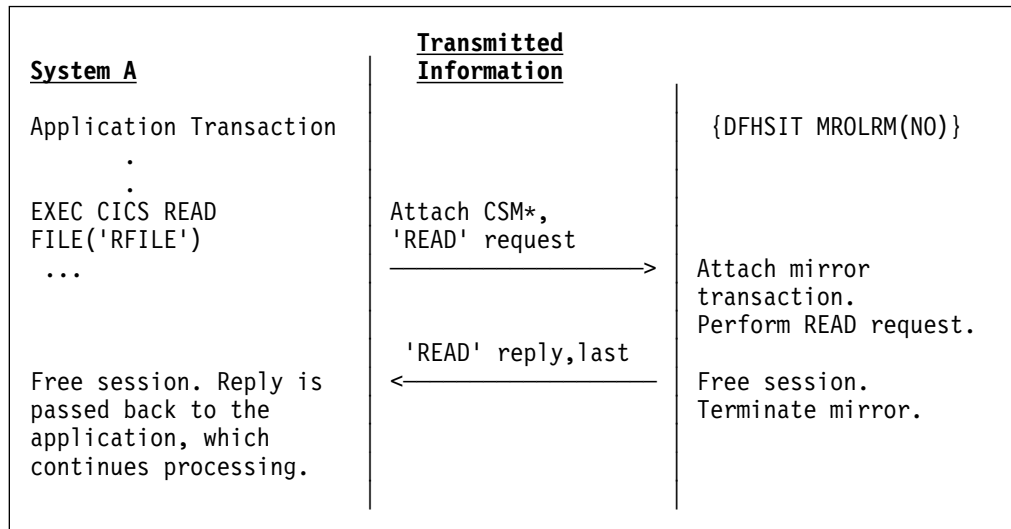 Transmitted
System A Information
Application Transaction {DFHSIT MROLRM(NO)}
.
.
EXEC CICS READ Attach CSM*,
FILE('RFILE') 'READ' request
... Attach mirror
transaction.
Perform READ request.
'READ' reply,last
Free session. Reply is Free session.
passed back to the Terminate mirror.
application, which
continues processing.